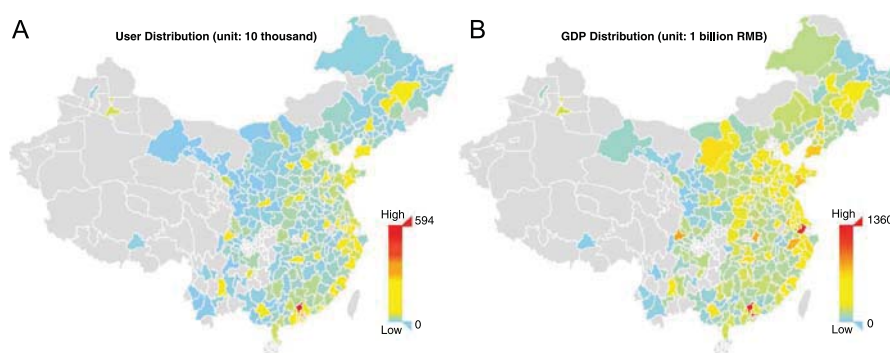 A
User Distribution (unit: 10 thousand)
High
594
Low
0
B
GDP Distribution (unit: 1 billion RMB)
High
1360
Low
0